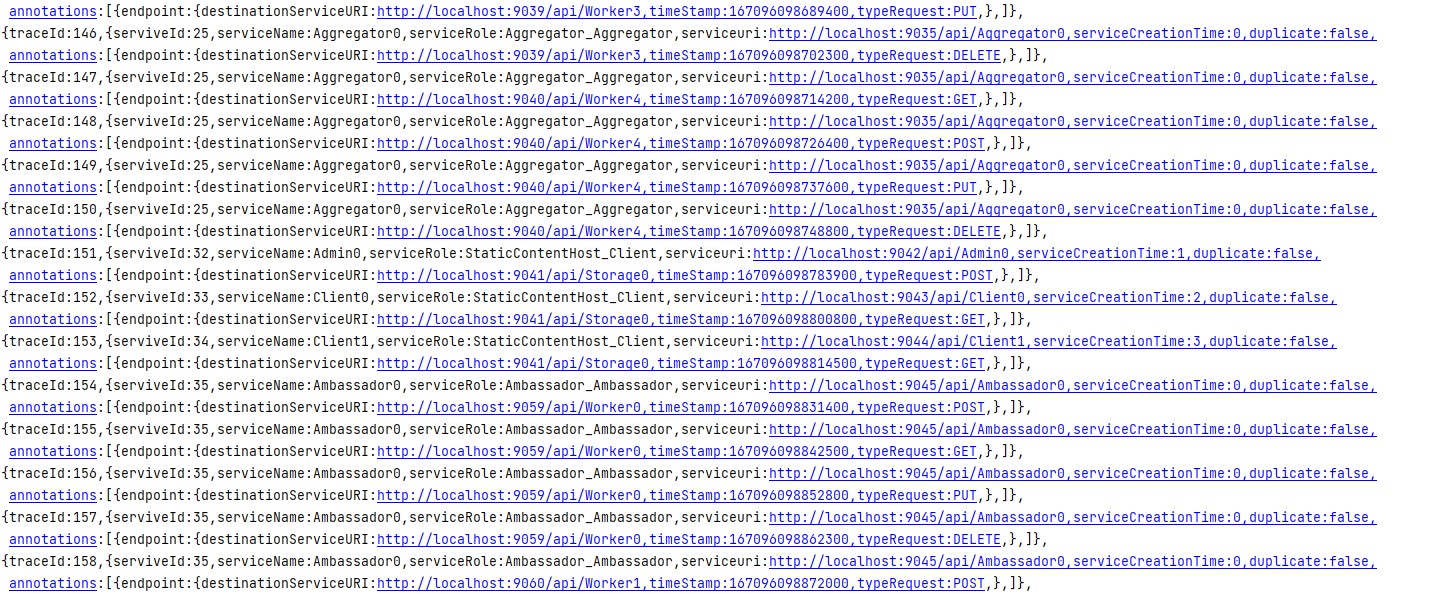 annotations:[{endpoint:{destinationServiceURI:http://localhost:9039/api/Worker3,timeStamp:167096098689400,typeRequest:PUT,},]},
{traceId:146,{serviveId:25,serviceName:Aggregator0,serviceRole:Aggregator_Aggregator,serviceuri:http://localhost:9035/api/Aggregator0,serviceCreationTime:0,duplicate:false,
annotations:[{endpoint:{destinationServiceURI:http://localhost:9039/api/Worker3,timeStamp:167096098702300,typeRequest:DELETE,},]},
{traceId:147,{serviveId:25,serviceName:Aggregator0,serviceRole:Aggregator_Aggregator,serviceuri:http://localhost:9035/api/Aggregator0,serviceCreationTime:0,duplicate:false,
annotations:[{endpoint:{destinationServiceURI:http://localhost:9040/api/Worker4,timeStamp:167096098714200,typeRequest:GET,},]},
{traceId:148,{serviveId:25,serviceName:Aggregator0,serviceRole:Aggregator_Aggregator,serviceuri:http://localhost:9035/api/Aggregator0,serviceCreationTime:0,duplicate:false,
annotations:[{endpoint:{destinationServiceURI:http://localhost:9040/api/Worker4,timeStamp:167096098726400,typeRequest:POST,},]},
{traceId:149,{serviveId:25,serviceName:Aggregator0,serviceRole:Aggregator_Aggregator,serviceuri:http://localhost:9035/api/Aggregator0,serviceCreationTime:0,duplicate:false,
annotations:[{endpoint:{destinationServiceURI:http://localhost:9040/api/Worker4,timeStamp:167096098737600,typeRequest:PUT,},]},
{traceId:150,{serviveId:25,serviceName:Aggregator0,serviceRole:Aggregator_Aggregator,serviceuri:http://localhost:9035/api/Aggregator0,serviceCreationTime:0,duplicate:false,
annotations:[{endpoint:{destinationServiceURI:http://localhost:9040/api/Worker4,timeStamp:167096098748800,typeRequest:DELETE,},]},
{traceId:151,{serviveId:32,serviceName:Admin0,serviceRole:StaticContentHost_Client,serviceuri:http://localhost:9042/api/Admin0,serviceCreationTime:1,duplicate:false,
annotations:[{endpoint:{destinationServiceURI:http://localhost:9041/api/Storage0,timeStamp:167096098783900,typeRequest:POST,},]},
{traceId:152,{serviveId:33,serviceName:Client0,serviceRole:StaticContentHost_Client,serviceuri:http://localhost:9043/api/Client0,serviceCreationTime:2,duplicate:false,
annotations:[{endpoint:{destinationServiceURI:http://localhost:9041/api/Storage0,timeStamp:167096098800800,typeRequest:GET,},]},
{traceId:153,{serviveId:34,serviceName:Client1,serviceRole:StaticContentHost_Client,serviceuri:http://localhost:9044/api/Client1,serviceCreationTime:3,duplicate:false,
annotations:[{endpoint:{destinationServiceURI:http://localhost:9041/api/Storage0,timeStamp:167096098814500,typeRequest:GET,},]},
{traceId:154,{serviveId:35,serviceName:Ambassador0,serviceRole:Ambassador_Ambassador,serviceuri:http://localhost:9045/api/Ambassador0,serviceCreationTime:0,duplicate:false,
annotations:[{endpoint:{destinationServiceURI:http://localhost:9059/api/Worker0,timeStamp:167096098831400,typeRequest:POST,},]},
{traceId:155,{serviveId:35,serviceName:Ambassador0,serviceRole:Ambassador_Ambassador,serviceuri:http://localhost:9045/api/Ambassador0,serviceCreationTime:0,duplicate:false,
annotations:[{endpoint:{destinationServiceURI:http://localhost:9059/api/Worker0,timeStamp:167096098842500,typeRequest:GET,},]},
{traceId:156,{serviveId:35,serviceName:Ambassador0,serviceRole:Ambassador_Ambassador,serviceuri:http://localhost:9045/api/Ambassador0,serviceCreationTime:0,duplicate:false,
annotations:[{endpoint:{destinationServiceURI:http://localhost:9059/api/Worker0,timeStamp:167096098852800,typeRequest:PUT,},]},
{traceId:157,{serviveId:35,serviceName:Ambassador0,serviceRole:Ambassador_Ambassador,serviceuri:http://localhost:9045/api/Ambassador0,serviceCreationTime:0,duplicate:false,
annotations:[{endpoint:{destinationServiceURI:http://localhost:9059/api/Worker0,timeStamp:167096098862300,typeRequest:DELETE,},]},
{traceId:158,{serviveId:35,serviceName:Ambassador0,serviceRole:Ambassador_Ambassador,serviceuri:http://localhost:9045/api/Ambassador0,serviceCreationTime:0,duplicate:false,
annotations:[{endpoint:{destinationServiceURI:http://localhost:9060/api/Worker1,timeStamp:167096098872000,typeRequest:POST,},]},